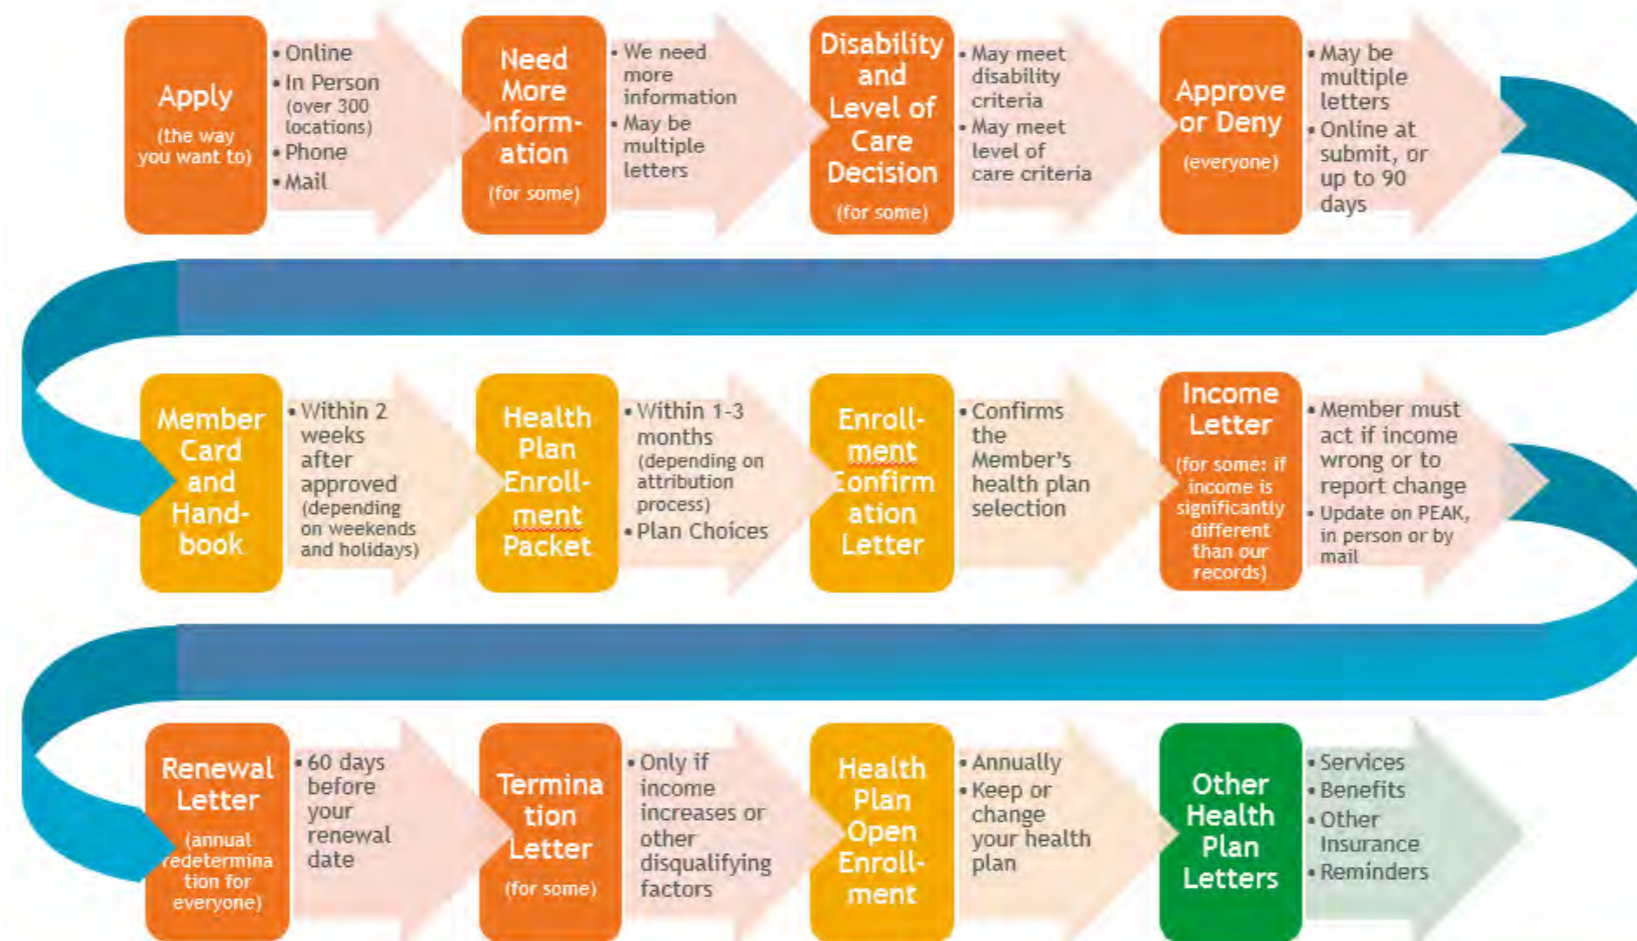 Apply
(the way
you want to)
• Online
• In Person
(over 300
locations)
• Phone
• Mail
Need
More
Inform-
ation
(for some)
• We need
more
information
• May be
multiple
letters
Disability
and
Level of
Care
Decision
(for some)
• May meet
disability
criteria
• May meet
level of
care criteria
Approve
or Deny
(everyone)
• May be
multiple
letters
• Online at
submit, or
up to 90
days
Member
Card
and
Hand-
book
• Within 2
weeks
after
approved
(depending
on weekends
and holidays)
Health
Plan
Enroll-
ment
Packet
• Within 1-3
months
(depending on
attribution
process)
• Plan Choices
Enroll-
ment
Confirm
ation
Letter
• Confirms
the
Member's
health plan
selection
Income
Letter
(for some: if
income is
significantly
different
than our
records)
• Member must
act if income
wrong or to
report change
• Update on PEAK,
in person or by
mail
Renewal
Letter
(annual
redetermina
tion for
everyone)
• 60 days
before
your
renewal
date
Termina
tion
Letter
(for some)
• Only if
income
increases or
other
disqualifying
factors
Health
Plan
Open
Enroll-
ment
• Annually
• Keep or
change
your health
plan
Other
Health
Plan
Letters
• Services
• Benefits
• Other
Insurance
• Reminders